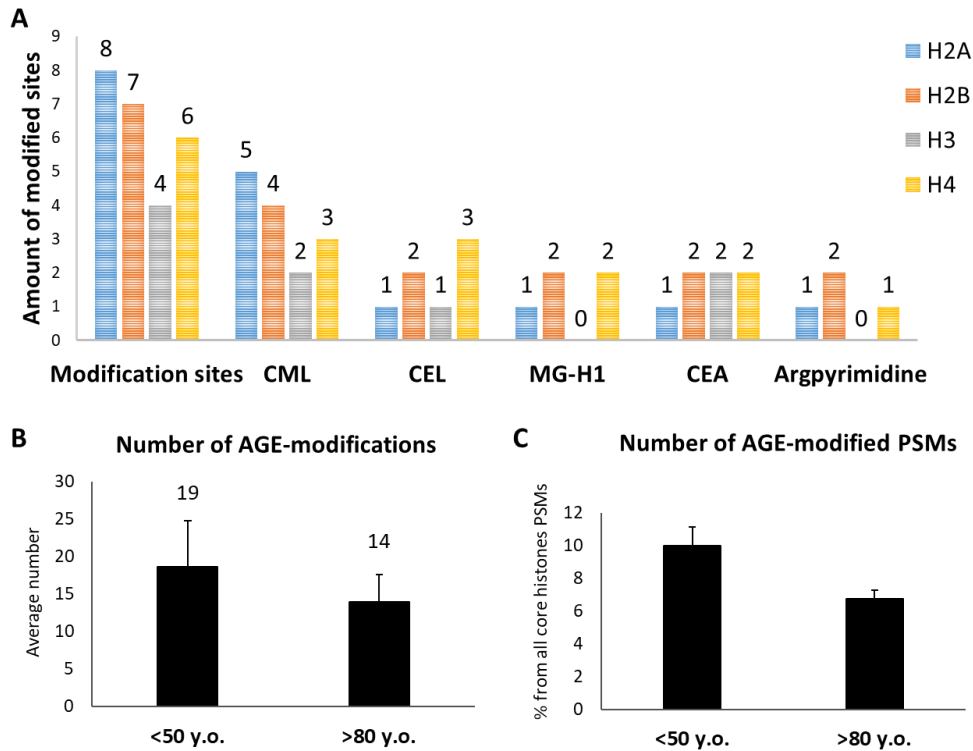 A
Amount of modified sites
9
8
7
6
5
4
3
2
1
0
8 7 4 6
5 4 2 3
1 2 1 3
1 2 0 2
1 2 2 2
1 2 0 1
Modification sites CML CEL MG-H1 CEA Argpyrimidine
H2A
H2B
H3
H4
B
Number of AGE-modifications
Average number
30
25
20
15
10
5
0
19 14
<50 y.o. >80 y.o.
C
Number of AGE-modified PSMs
% from all core histones PSMs
12
10
8
6
4
2
0
<50 y.o. >80 y.o.